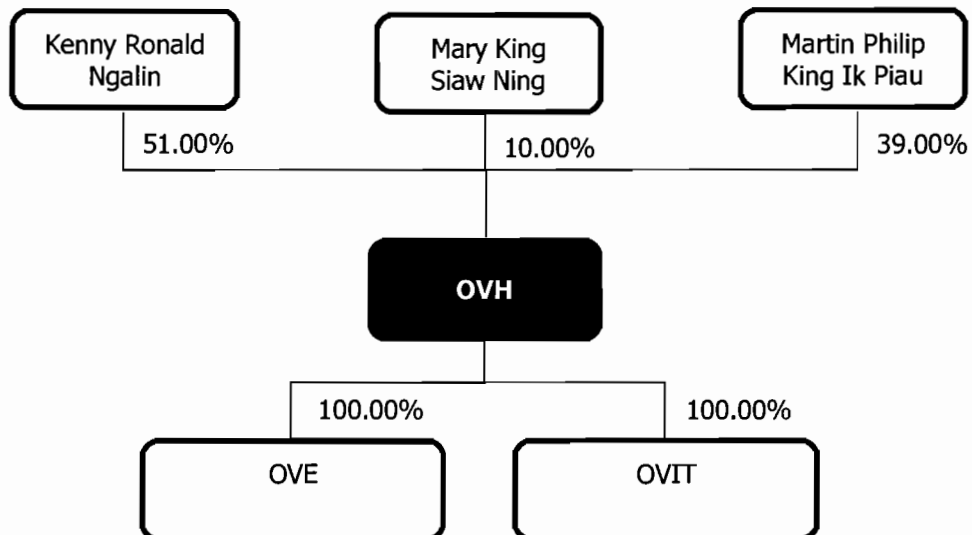 Kenny Ronald
Ngalin
Mary King
Siaw Ning
Martin Philip
King Ik Piau
51.00%
10.00%
39.00%
OVH
100.00%
100.00%
OVE
OVIT